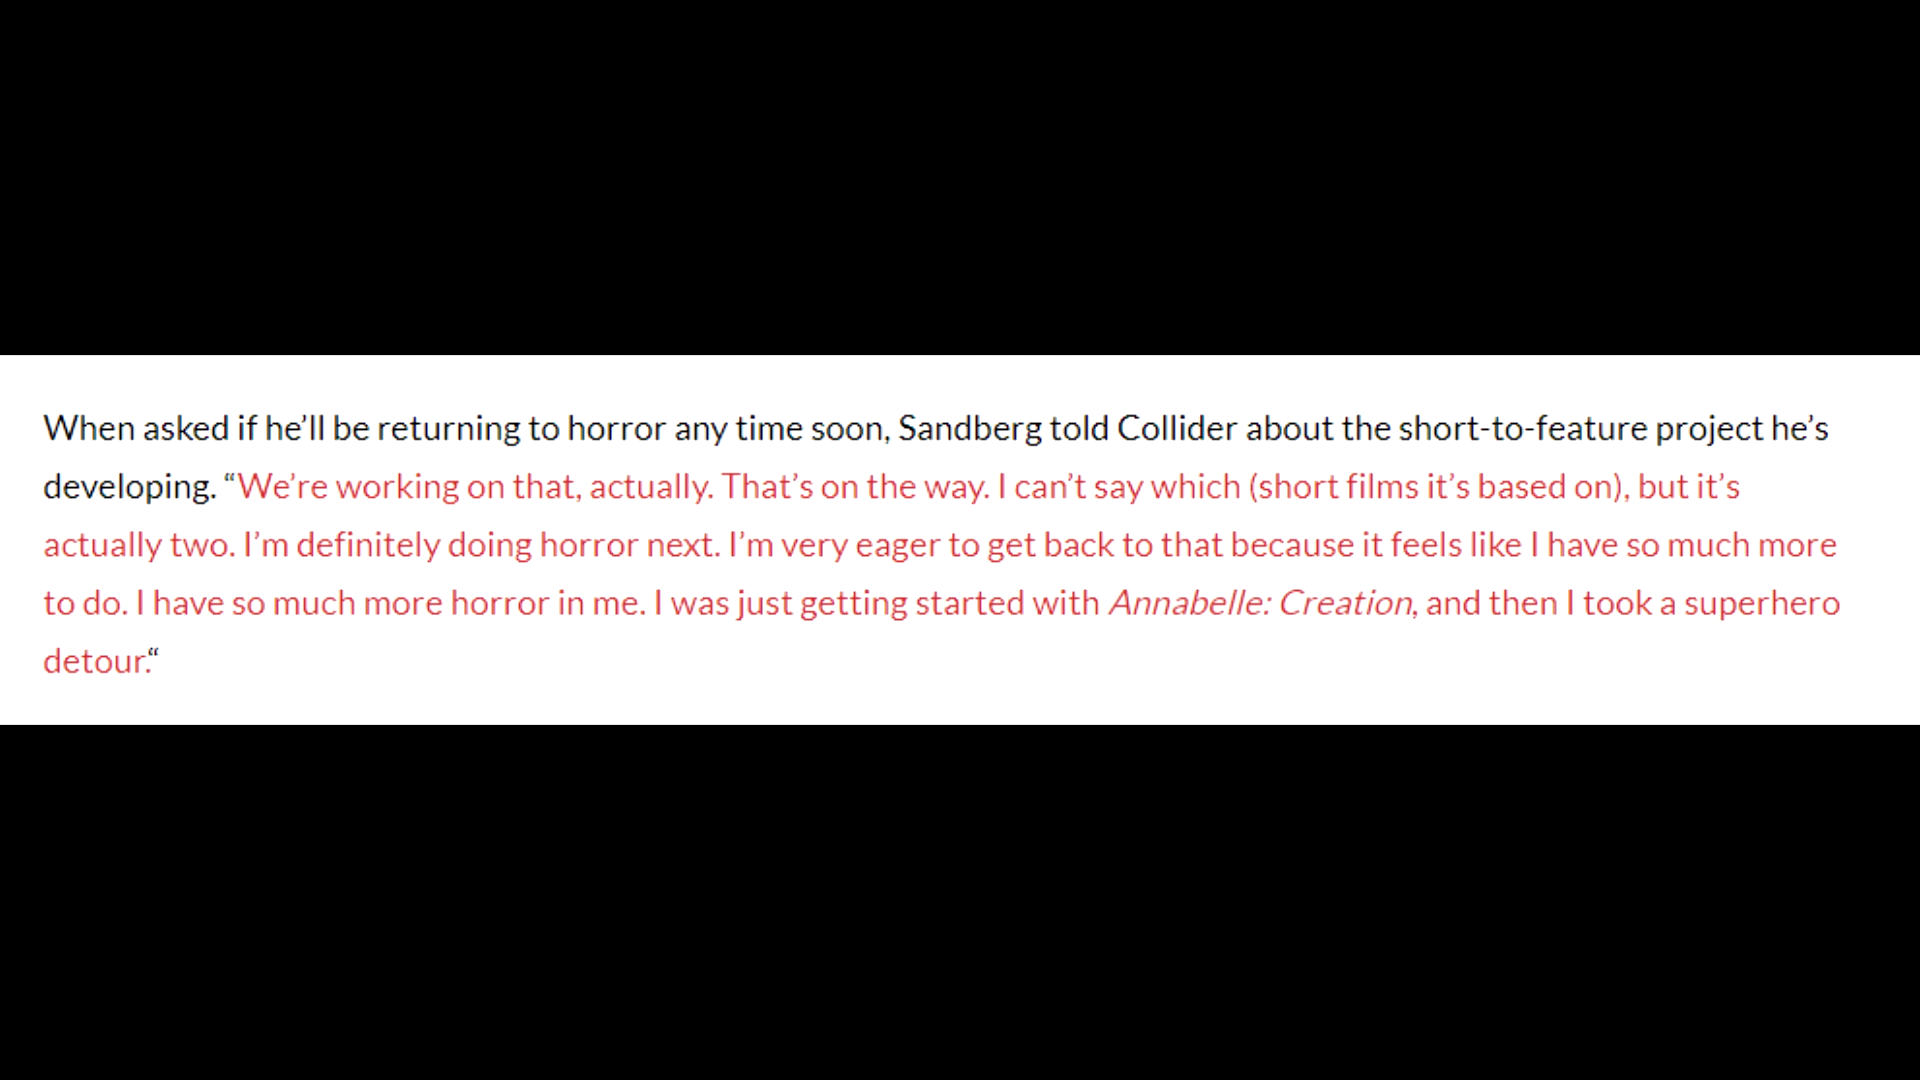 When asked if he’ll be returning to horror any time soon, Sandberg told Collider about the short-to-feature project he’s
developing. “We’re working on that, actually. That’s on the way. I can’t say which (short films it’s based on), but it’s
actually two. I’m definitely doing horror next. I’m very eager to get back to that because it feels like I have so much more
to do. I have so much more horror in me. I was just getting started with Annabelle: Creation, and then I took a superhero
detour.“